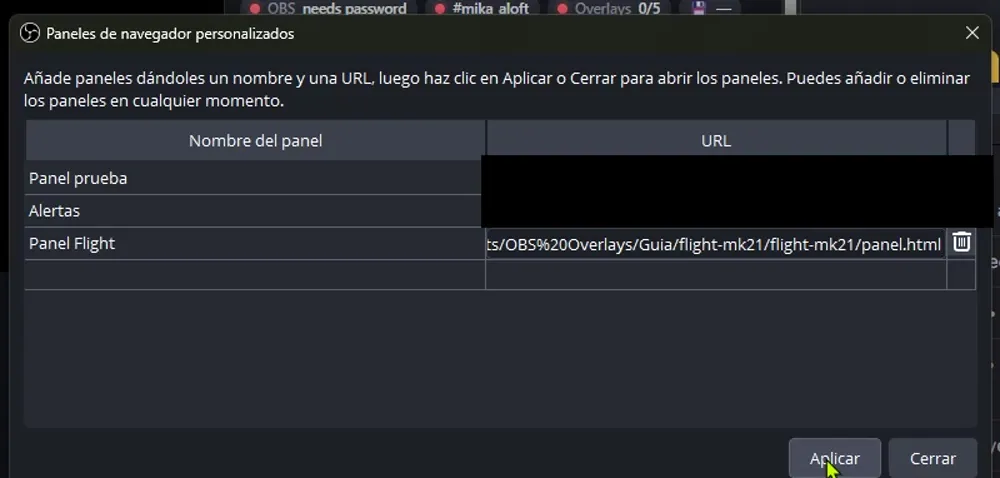 OBS needs password #mika_aloft Overlays 0/5 —
Paneles de navegador personalizados
Añade paneles dándoles un nombre y una URL, luego haz clic en Aplicar o Cerrar para abrir los paneles. Puedes añadir o eliminar
los paneles en cualquier momento.
Nombre del panel URL
Panel prueba
Alertas
Panel Flight ts/OBS%20Overlays/Guia/flight-mk21/flight-mk21/panel.html
Aplicar Cerrar